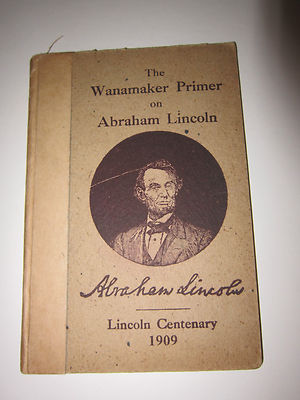 The
Wanamaker Primer
on
Abraham Lincoln
Abraham Lincoln
Lincoln Centenary
1909